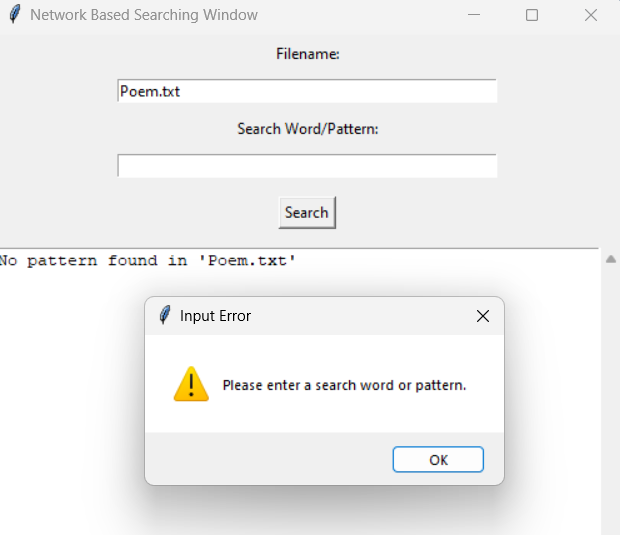 Network Based Searching Window
Filename:
Poem.txt
Search Word/Pattern:
Search
No pattern found in 'Poem.txt'
Input Error
Please enter a search word or pattern.
OK